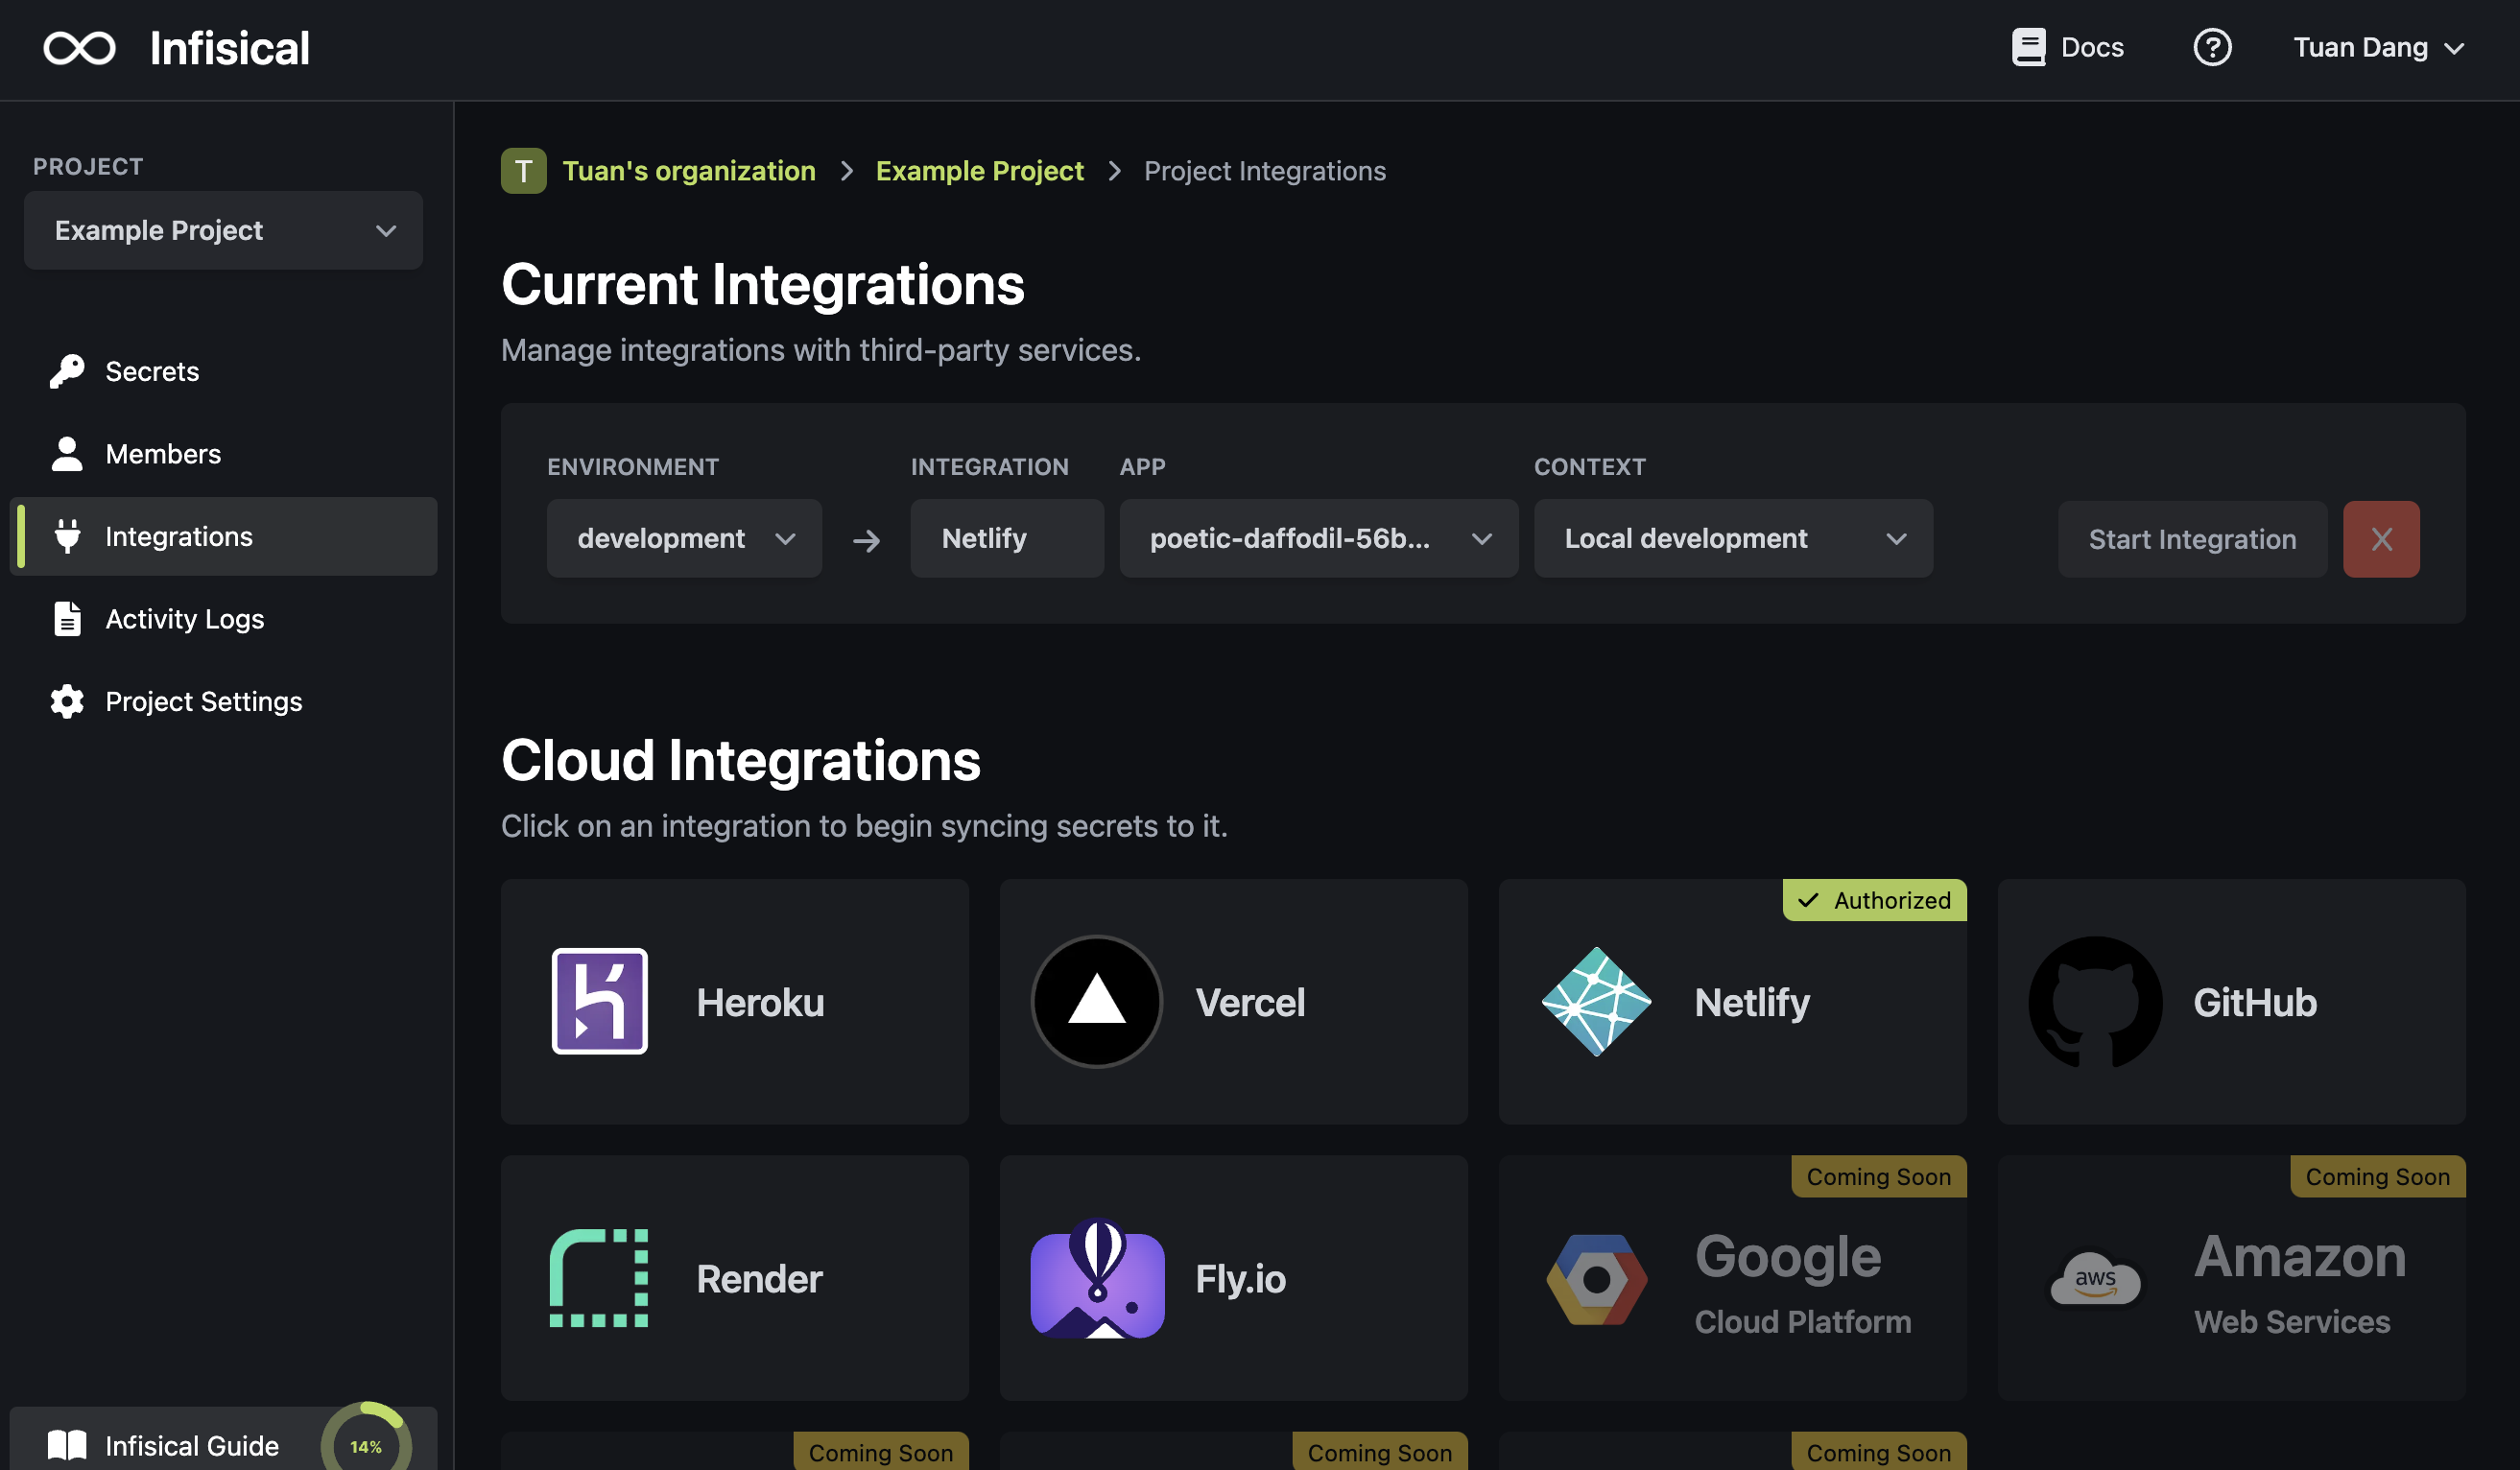 Infisical
Docs
Tuan Dang
PROJECT
Example Project
Secrets
Members
Integrations
Activity Logs
Project Settings
Infisical Guide
14%
T Tuan's organization > Example Project > Project Integrations
Current Integrations
Manage integrations with third-party services.
ENVIRONMENT INTEGRATION APP CONTEXT
development → Netlify poetic-daffodil-56b... Local development Start Integration X
Cloud Integrations
Click on an integration to begin syncing secrets to it.
Heroku
Vercel
Authorized
Netlify
GitHub
Render
Fly.io
Coming Soon
Google
Cloud Platform
Coming Soon
aws
Amazon
Web Services
Coming Soon
Coming Soon
Coming Soon